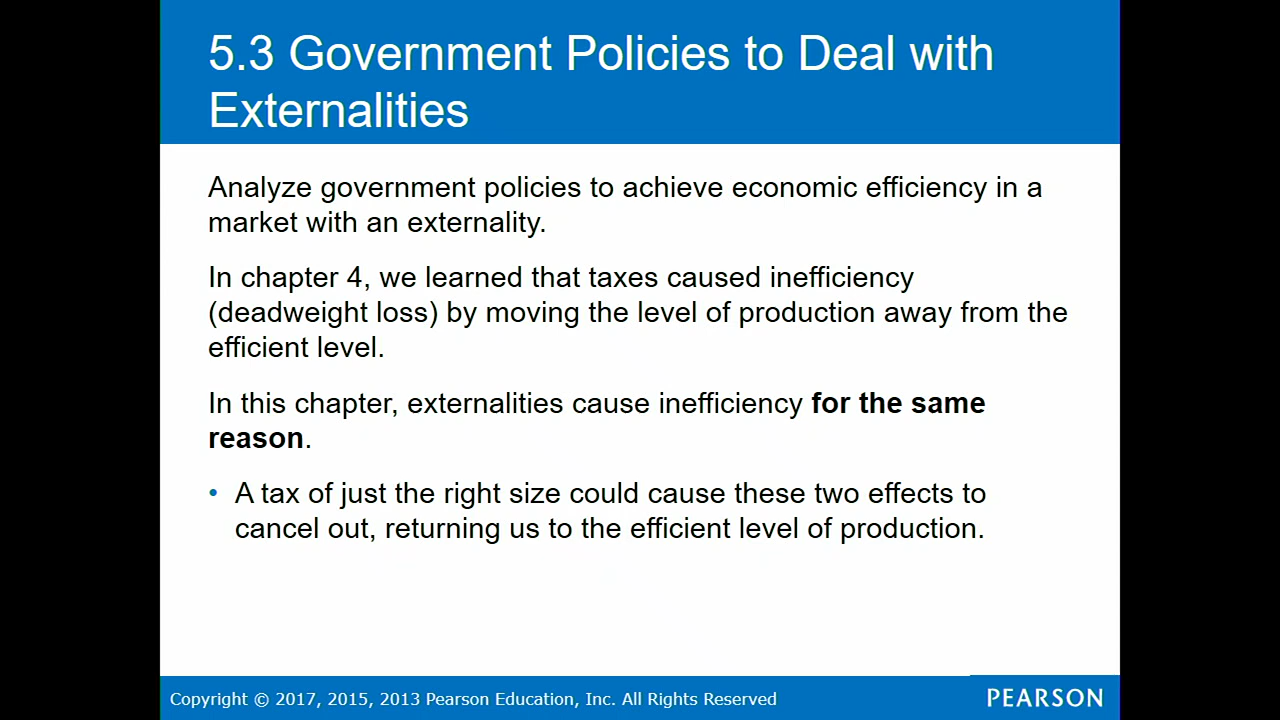 5.3 Government Policies to Deal with
Externalities
Analyze government policies to achieve economic efficiency in a
market with an externality.
In chapter 4, we learned that taxes caused inefficiency
(deadweight loss) by moving the level of production away from the
efficient level.
In this chapter, externalities cause inefficiency for the same
reason.
• A tax of just the right size could cause these two effects to
cancel out, returning us to the efficient level of production.
Copyright © 2017, 2015, 2013 Pearson Education, Inc. All Rights Reserved
PEARSON